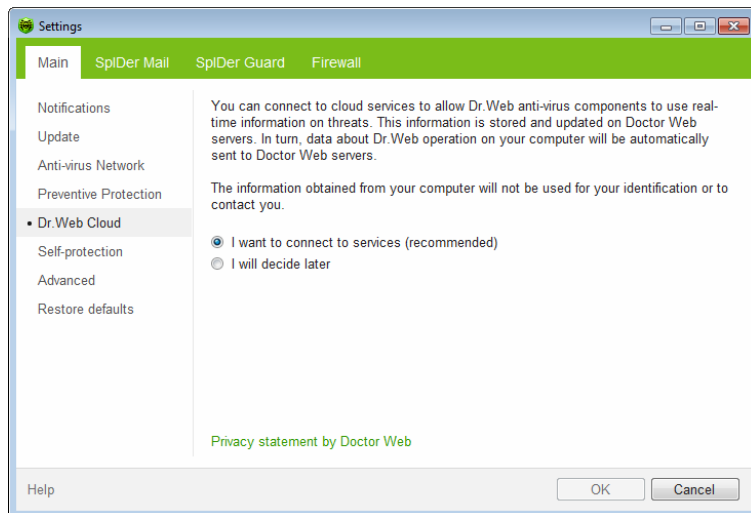 Settings
Main SpIDer Mail SpIDer Guard Firewall
Notifications
Update
Anti-virus Network
Preventive Protection
• Dr.Web Cloud
Self-protection
Advanced
Restore defaults
You can connect to cloud services to allow Dr.Web anti-virus components to use real-
time information on threats. This information is stored and updated on Doctor Web
servers. In turn, data about Dr.Web operation on your computer will be automatically
sent to Doctor Web servers.
The information obtained from your computer will not be used for your identification or to
contact you.
I want to connect to services (recommended)
I will decide later
Privacy statement by Doctor Web
Help
OK Cancel